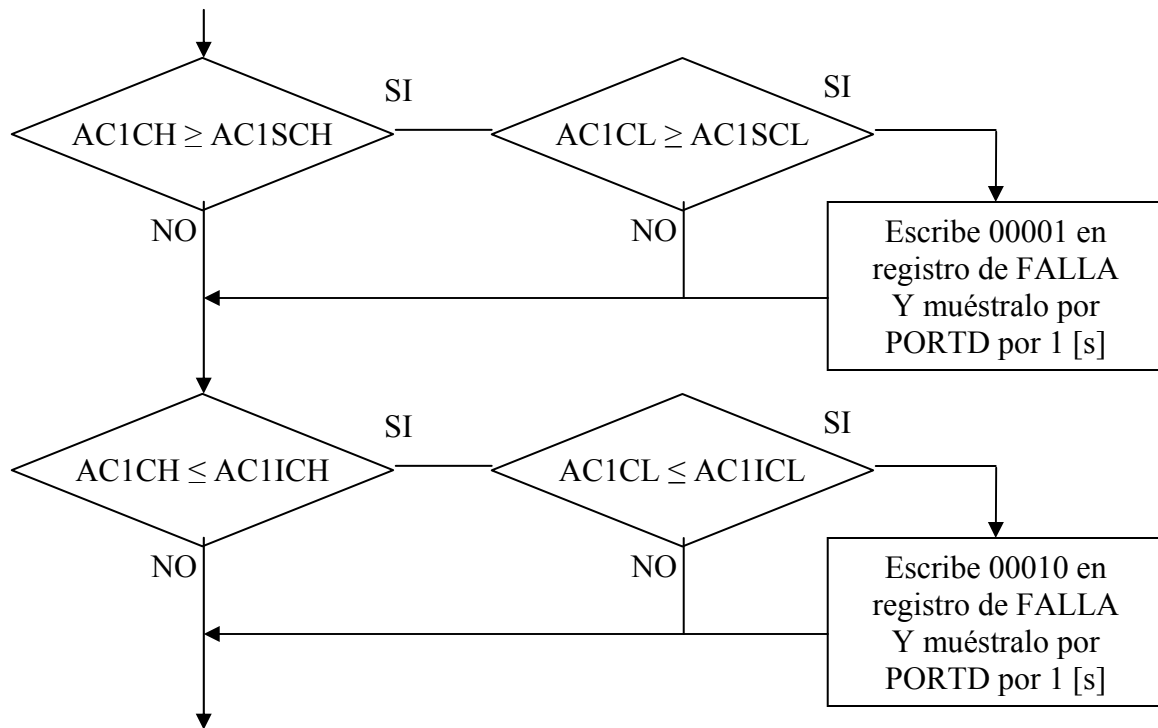 SI
SI
AC1CH ≥ AC1SCH
AC1CL ≥ AC1SCL
NO
NO
Escribe 00001 en
registro de FALLA
Y muéstralo por
PORTD por 1 [s]
SI
SI
AC1CH ≤ AC1ICH
AC1CL ≤ AC1ICL
NO
NO
Escribe 00010 en
registro de FALLA
Y muéstralo por
PORTD por 1 [s]